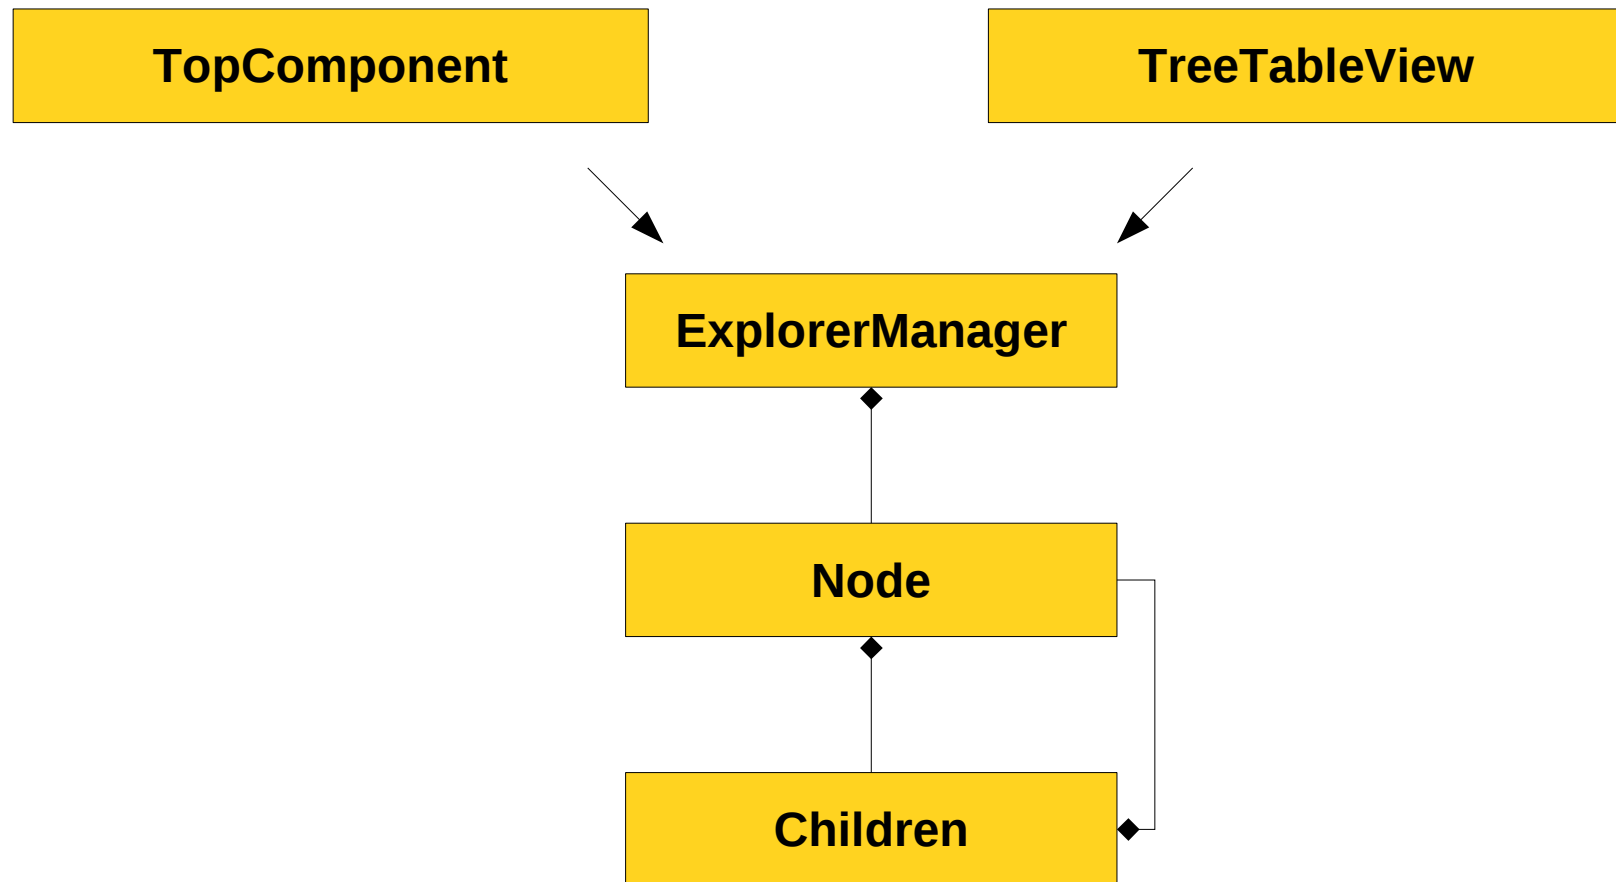 TopComponent
TreeTableView
ExplorerManager
Node
Children